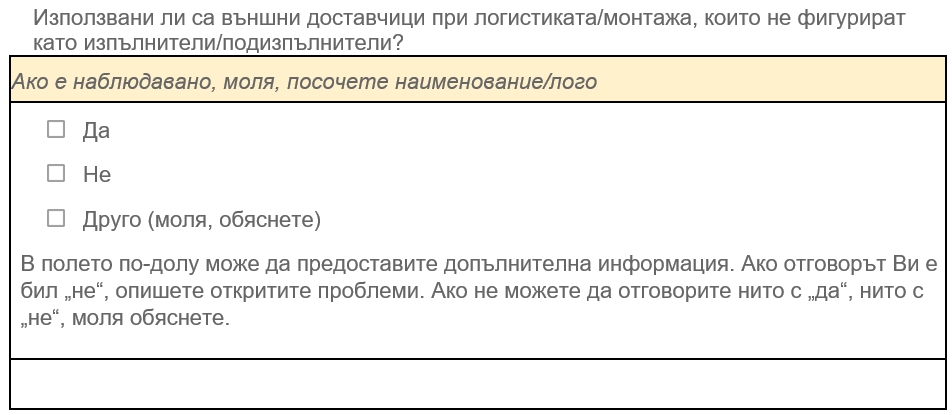 Използвани ли са външни доставчици при логистиката/монтажа, които не фигурират
като изпълнители/подизпълнители?
Ако е наблюдавано, моля, посочете наименование/лого
Да
Не
Друго (моля, обяснете)
В полето по-долу може да предоставите допълнителна информация. Ако отговорът Ви е
бил „не“, опишете откритите проблеми. Ако не можете да отговорите нито с „да“, нито с
„не“, моля обяснете.